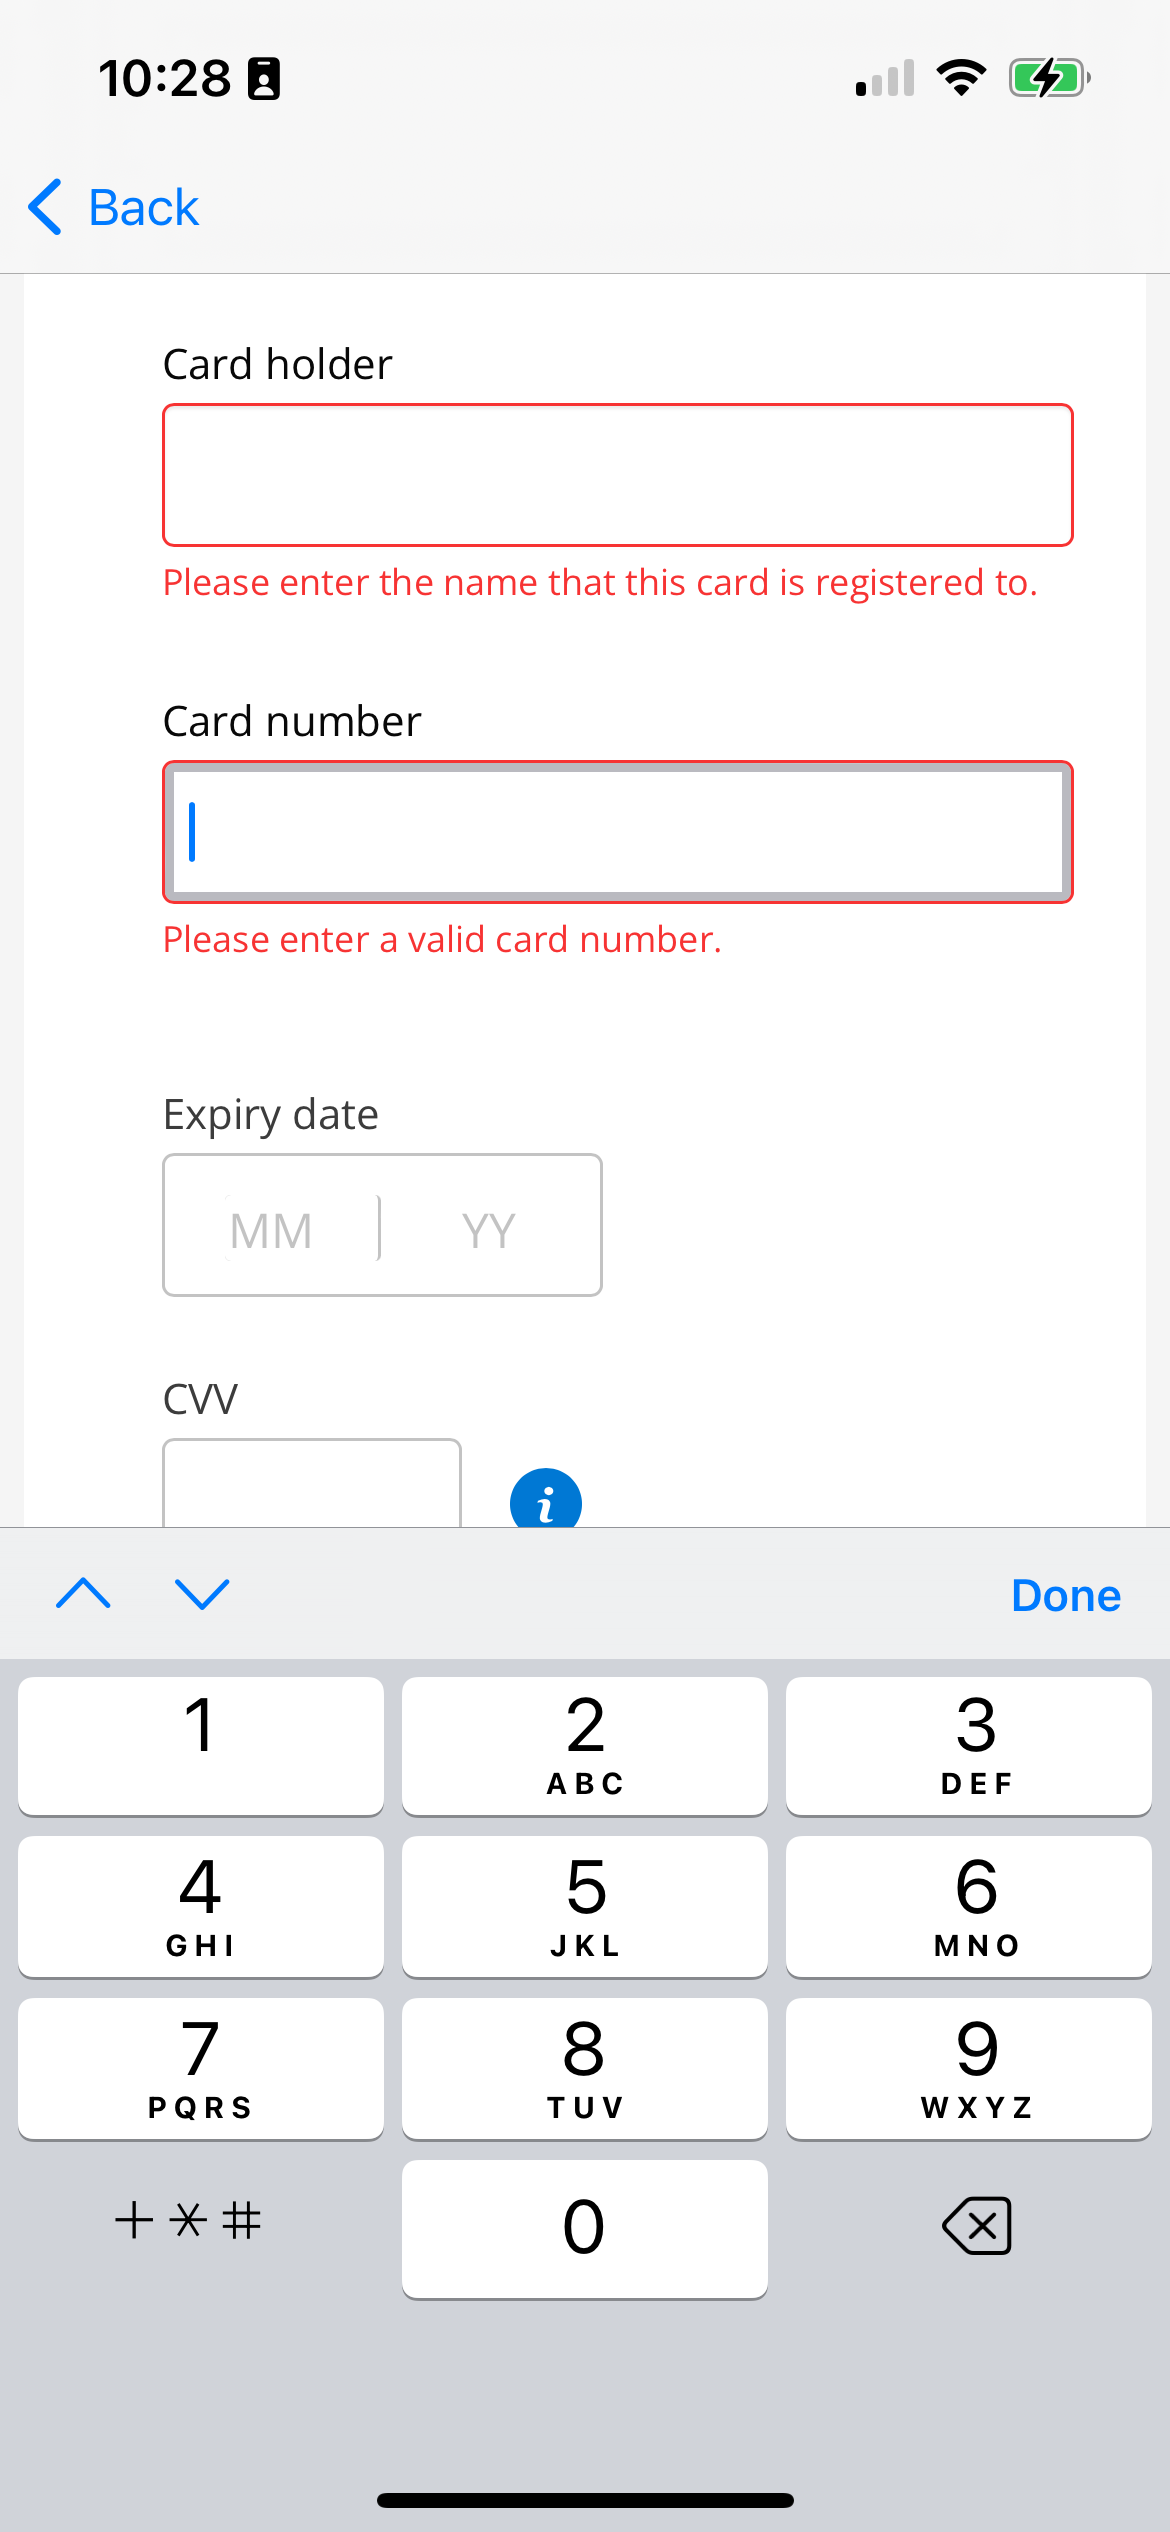 10:28
Back
Card holder
Please enter the name that this card is registered to.
Card number
Please enter a valid card number.
Expiry date
MM YY
CVV
i
Done
1 2 3
ABC DEF
4 5 6
GHI JKL MNO
7 8 9
PQRS TUV WXYZ
+*# 0